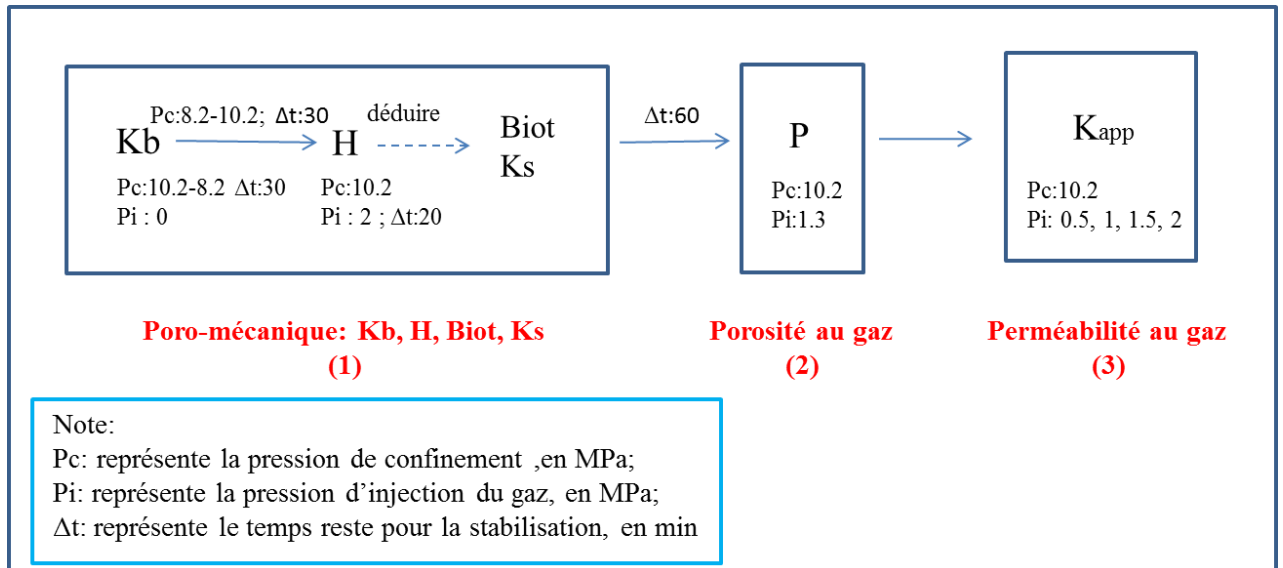 Pc:8.2-10.2; Δt:30
déduire
Kb
H
Biot
Ks
Pc:10.2-8.2 Δt:30
Pi : 0
Pc:10.2
Pi : 2 ; Δt:20
Δt:60
P
Pc:10.2
Pi:1.3
Kapp
Pc:10.2
Pi: 0.5, 1, 1.5, 2
Poro-mécanique: Kb, H, Biot, Ks
(1)
Porosité au gaz
(2)
Perméabilité au gaz
(3)
Note:
Pc: représente la pression de confinement ,en MPa;
Pi: représente la pression d’injection du gaz, en MPa;
Δt: représente le temps reste pour la stabilisation, en min